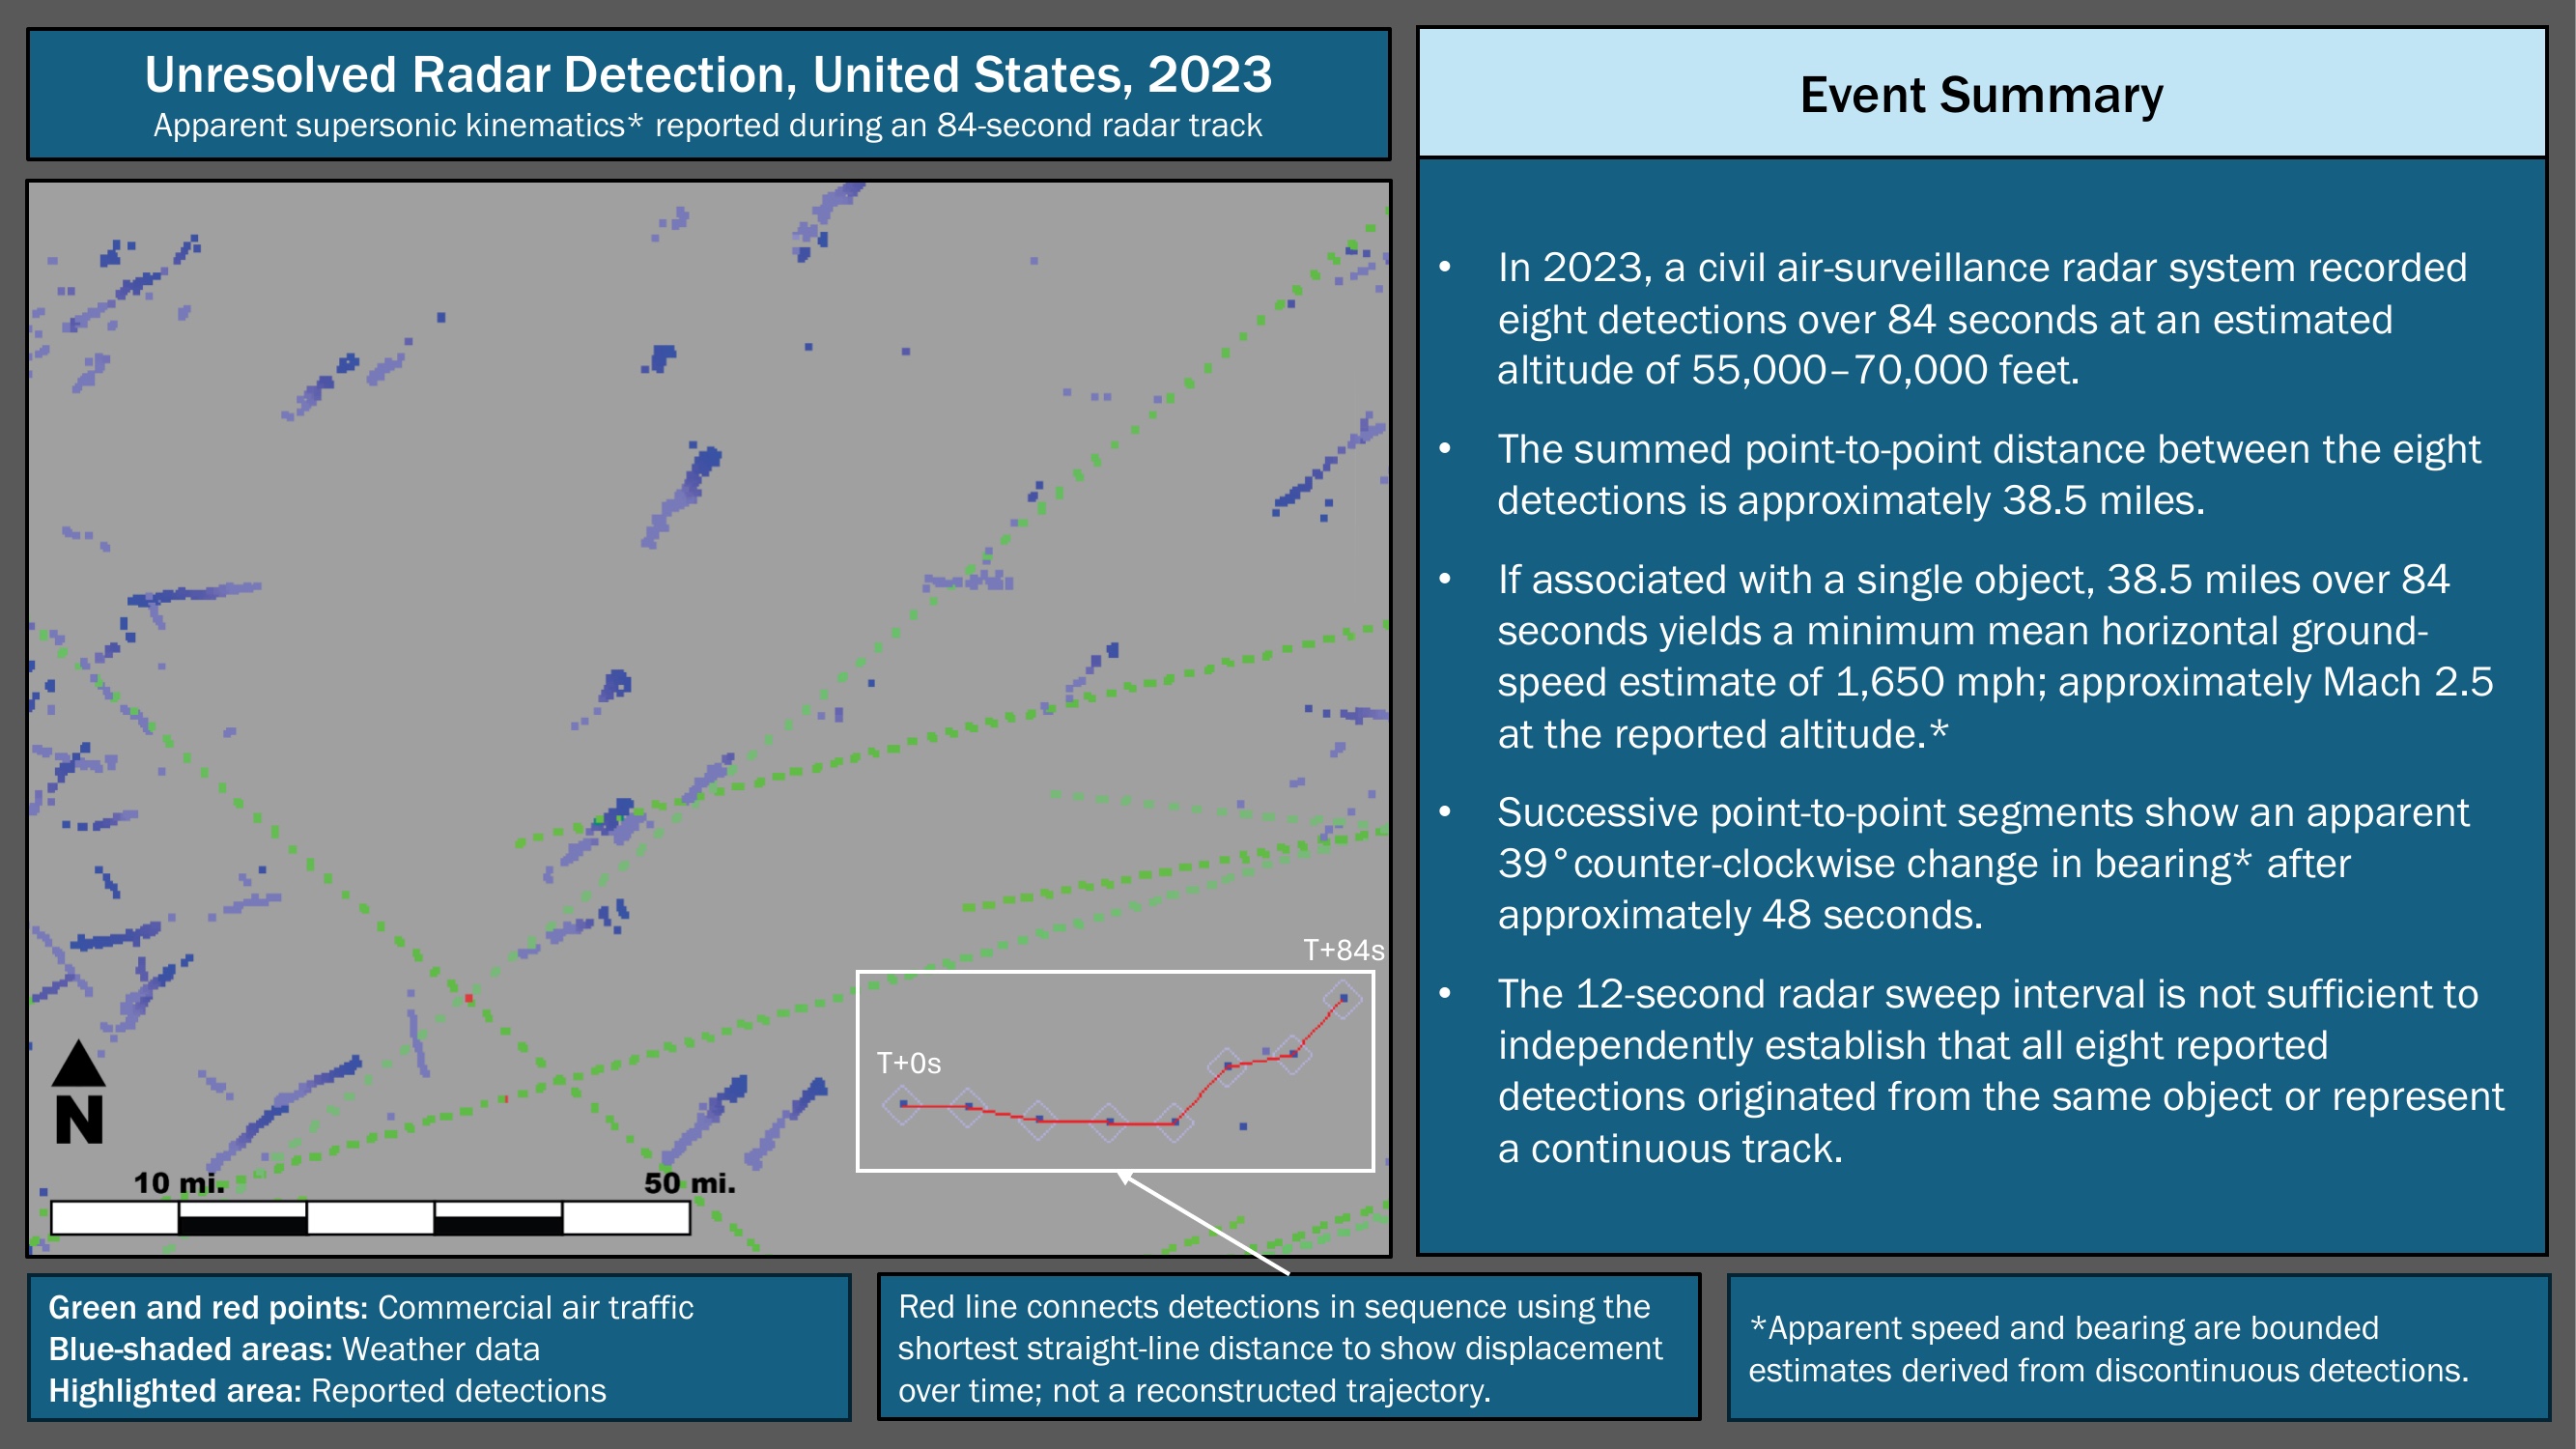 Unresolved Radar Detection, United States, 2023
Apparent supersonic kinematics* reported during an 84-second radar track
T+84s
T+0s
N
10 mi.
50 mi.
Green and red points: Commercial air traffic
Blue-shaded areas: Weather data
Highlighted area: Reported detections
Red line connects detections in sequence using the
shortest straight-line distance to show displacement
over time; not a reconstructed trajectory.
Event Summary
• In 2023, a civil air-surveillance radar system recorded
eight detections over 84 seconds at an estimated
altitude of 55,000–70,000 feet.
• The summed point-to-point distance between the eight
detections is approximately 38.5 miles.
• If associated with a single object, 38.5 miles over 84
seconds yields a minimum mean horizontal ground-
speed estimate of 1,650 mph; approximately Mach 2.5
at the reported altitude.*
• Successive point-to-point segments show an apparent
39°counter-clockwise change in bearing* after
approximately 48 seconds.
• The 12-second radar sweep interval is not sufficient to
independently establish that all eight reported
detections originated from the same object or represent
a continuous track.
*Apparent speed and bearing are bounded
estimates derived from discontinuous detections.